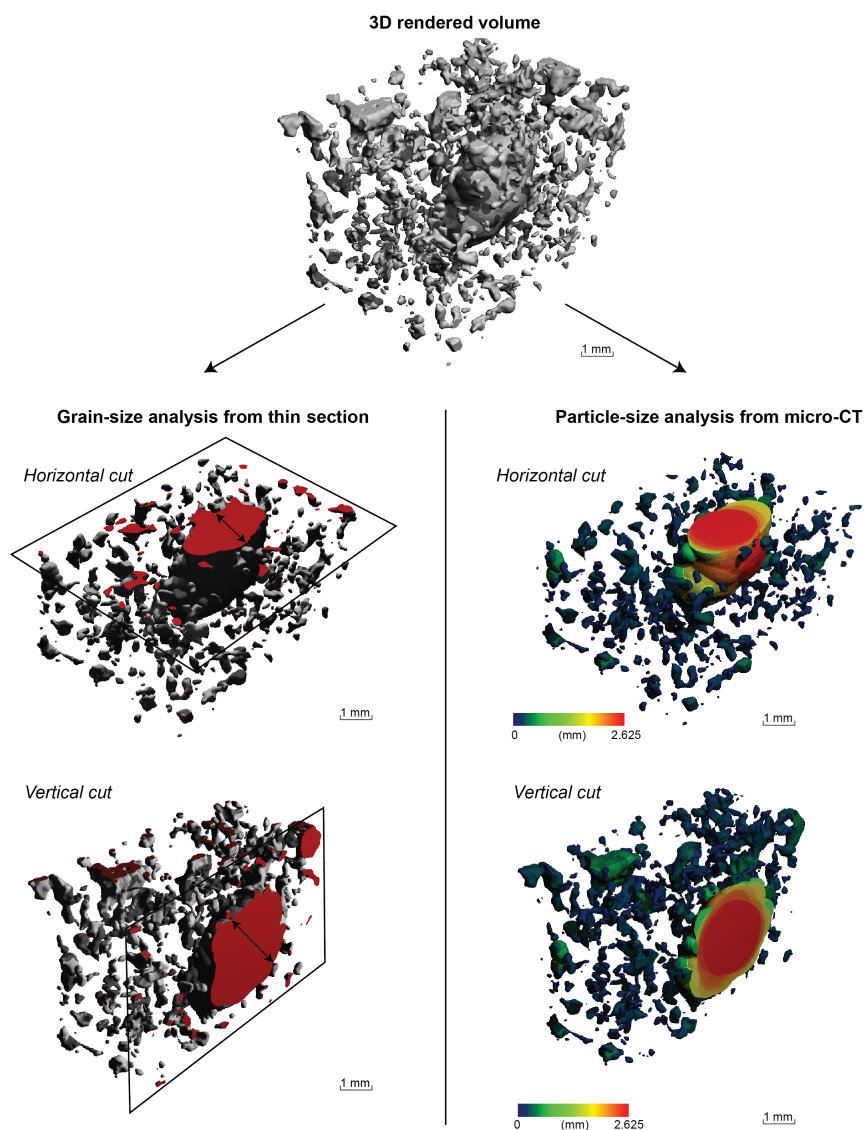 3D rendered volume
1 mm
Grain-size analysis from thin section
Particle-size analysis from micro-CT
Horizontal cut
Horizontal cut
1 mm
0 (mm) 2.625
1 mm
Vertical cut
Vertical cut
1 mm
0 (mm) 2.625
1 mm